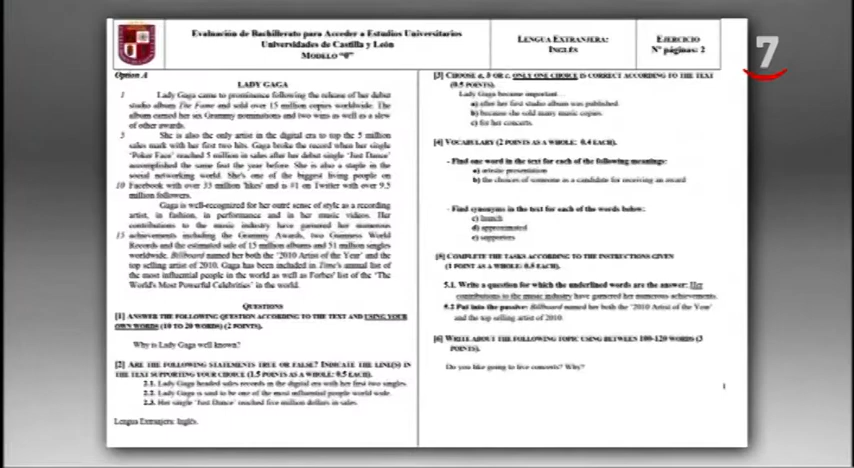 Evaluación de Bachillerato para Acceder a Estudios Universitarios
Universidades de Castilla y León
MODELO "0"
LENGUA EXTRANJERA:
INGLÉS
EJERCICIO
Nº páginas: 2
7
Option A
LADY GAGA
1 Lady Gaga came to prominence following the release of her debut
studio album The Fame and sold over 15 million copies worldwide. The
album earned her six Grammy nominations and two wins as well as a slew
of other awards.
5 She is also the only artist in the digital era to top the 5 million
sales mark with her first two hits. Gaga broke the record when her single
'Poker Face' reached 5 million in sales after her debut single 'Just Dance'
accomplished the same feat the year before. She is also a staple in the
social networking world. She's one of the biggest living people on
10 Facebook with over 33 million 'likes' and is #1 on Twitter with over 9.5
million followers.
Gaga is well-recognized for her outré sense of style as a recording
artist, in fashion, in performance and in her music videos. Her
contributions to the music industry have garnered her numerous
15 achievements including the Grammy Awards, two Guinness World
Records and the estimated sale of 15 million albums and 51 million singles
worldwide. Billboard named her both the '2010 Artist of the Year' and the
top selling artist of 2010. Gaga has been included in Time's annual list of
the most influential people in the world as well as Forbes' list of the 'The
World's Most Powerful Celebrities' in the world.
QUESTIONS
[1] ANSWER THE FOLLOWING QUESTION ACCORDING TO THE TEXT AND USING YOUR
OWN WORDS (10 TO 20 WORDS) (2 POINTS).
Why is Lady Gaga well known?
[2] ARE THE FOLLOWING STATEMENTS TRUE OR FALSE? INDICATE THE LINE(S) IN
THE TEXT SUPPORTING YOUR CHOICE (1.5 POINTS AS A WHOLE: 0.5 EACH).
2.1. Lady Gaga headed sales records in the digital era with her first two singles.
2.2. Lady Gaga is said to be one of the most influential people world wide.
2.3. Her single 'Just Dance' reached five million dollars in sales.
Lengua Extranjera: Inglés.
[3] CHOOSE a, b OR c. ONLY ONE CHOICE IS CORRECT ACCORDING TO THE TEXT
(0.5 POINTS).
Lady Gaga became important...
a) after her first studio album was published.
b) because she sold many music copies.
c) for her concerts.
[4] VOCABULARY (2 POINTS AS A WHOLE: 0.4 EACH).
- Find one word in the text for each of the following meanings:
a) artistic presentation
b) the choices of someone as a candidate for receiving an award
- Find synonyms in the text for each of the words below:
c) launch
d) approximated
e) supporters
[5] COMPLETE THE TASKS ACCORDING TO THE INSTRUCTIONS GIVEN
(1 POINT AS A WHOLE: 0.5 EACH).
5.1. Write a question for which the underlined words are the answer: Her
contributions to the music industry have garnered her numerous achievements.
5.2 Put into the passive: Billboard named her both the '2010 Artist of the Year'
and the top selling artist of 2010.
[6] WRITE ABOUT THE FOLLOWING TOPIC USING BETWEEN 100-120 WORDS (3
POINTS).
Do you like going to live concerts? Why?
1